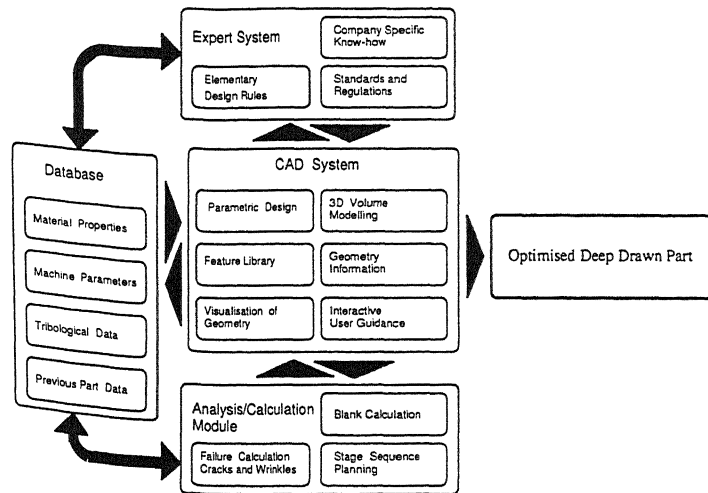 Expert System
Company Specific
Know-how
Elementary
Design Rules
Standards and
Regulations
Database
Material Properties
Machine Parameters
Tribological Data
Previous Part Data
CAD System
Parametric Design
3D Volume
Modelling
Feature Library
Geometry
Information
Visualisation of
Geometry
Interactive
User Guidance
Optimised Deep Drawn Part
Analysis/Calculation
Module
Blank Calculation
Failure Calculation
Cracks and Wrinkles
Stage Sequence
Planning